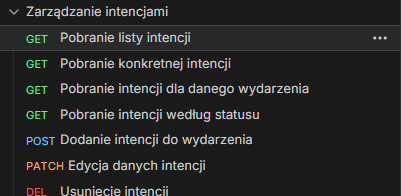 Zarządzanie intencjami
GET Pobranie listy intencji
GET Pobranie konkretnej intencji
GET Pobranie intencji dla danego wydarzenia
GET Pobranie intencji według statusu
POST Dodanie intencji do wydarzenia
PATCH Edycja danych intencji
DEL Usunięcie intencji